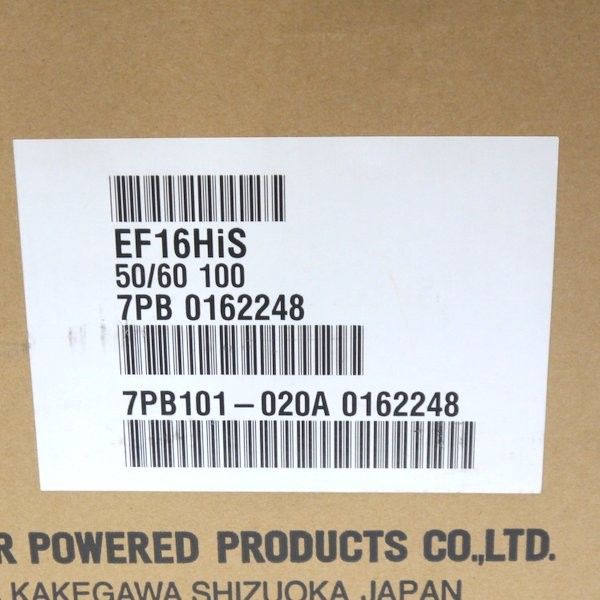 EF16HiS
50/60 100
7PB 0162248
7PB101-020A 0162248
R POWERED PRODUCTS CO.,LTD.
KAKEGAWA SHIZUOKA JAPAN